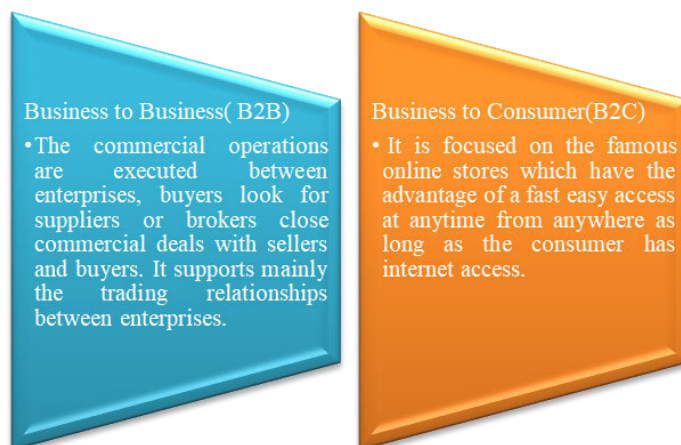 Business to Business( B2B)
•The commercial operations
are executed between
enterprises, buyers look for
suppliers or brokers close
commercial deals with sellers
and buyers. It supports mainly
the trading relationships
between enterprises.
Business to Consumer(B2C)
• It is focused on the famous
online stores which have the
advantage of a fast easy access
at anytime from anywhere as
long as the consumer has
internet access.